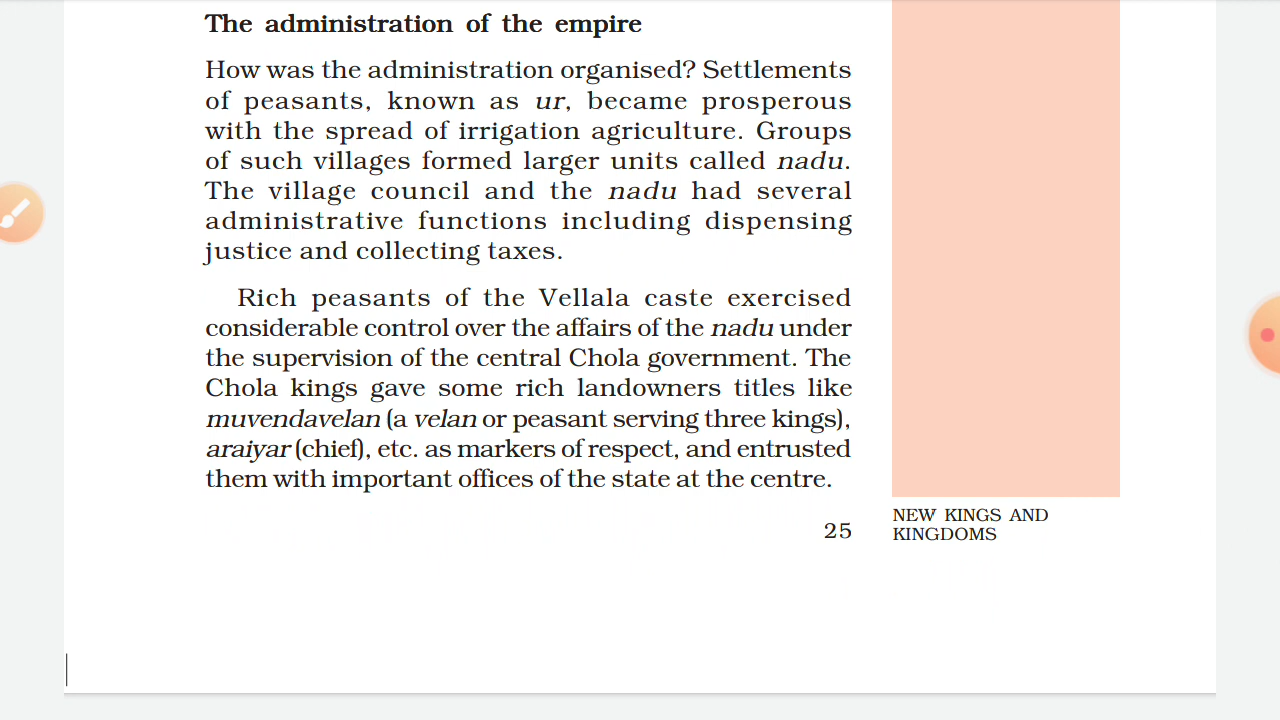 The administration of the empire
How was the administration organised? Settlements
of peasants, known as ur, became prosperous
with the spread of irrigation agriculture. Groups
of such villages formed larger units called nadu.
The village council and the nadu had several
administrative functions including dispensing
justice and collecting taxes.
Rich peasants of the Vellala caste exercised
considerable control over the affairs of the nadu under
the supervision of the central Chola government. The
Chola kings gave some rich landowners titles like
muvendavelan (a velan or peasant serving three kings),
araiyar (chief), etc. as markers of respect, and entrusted
them with important offices of the state at the centre.
25
NEW KINGS AND
KINGDOMS